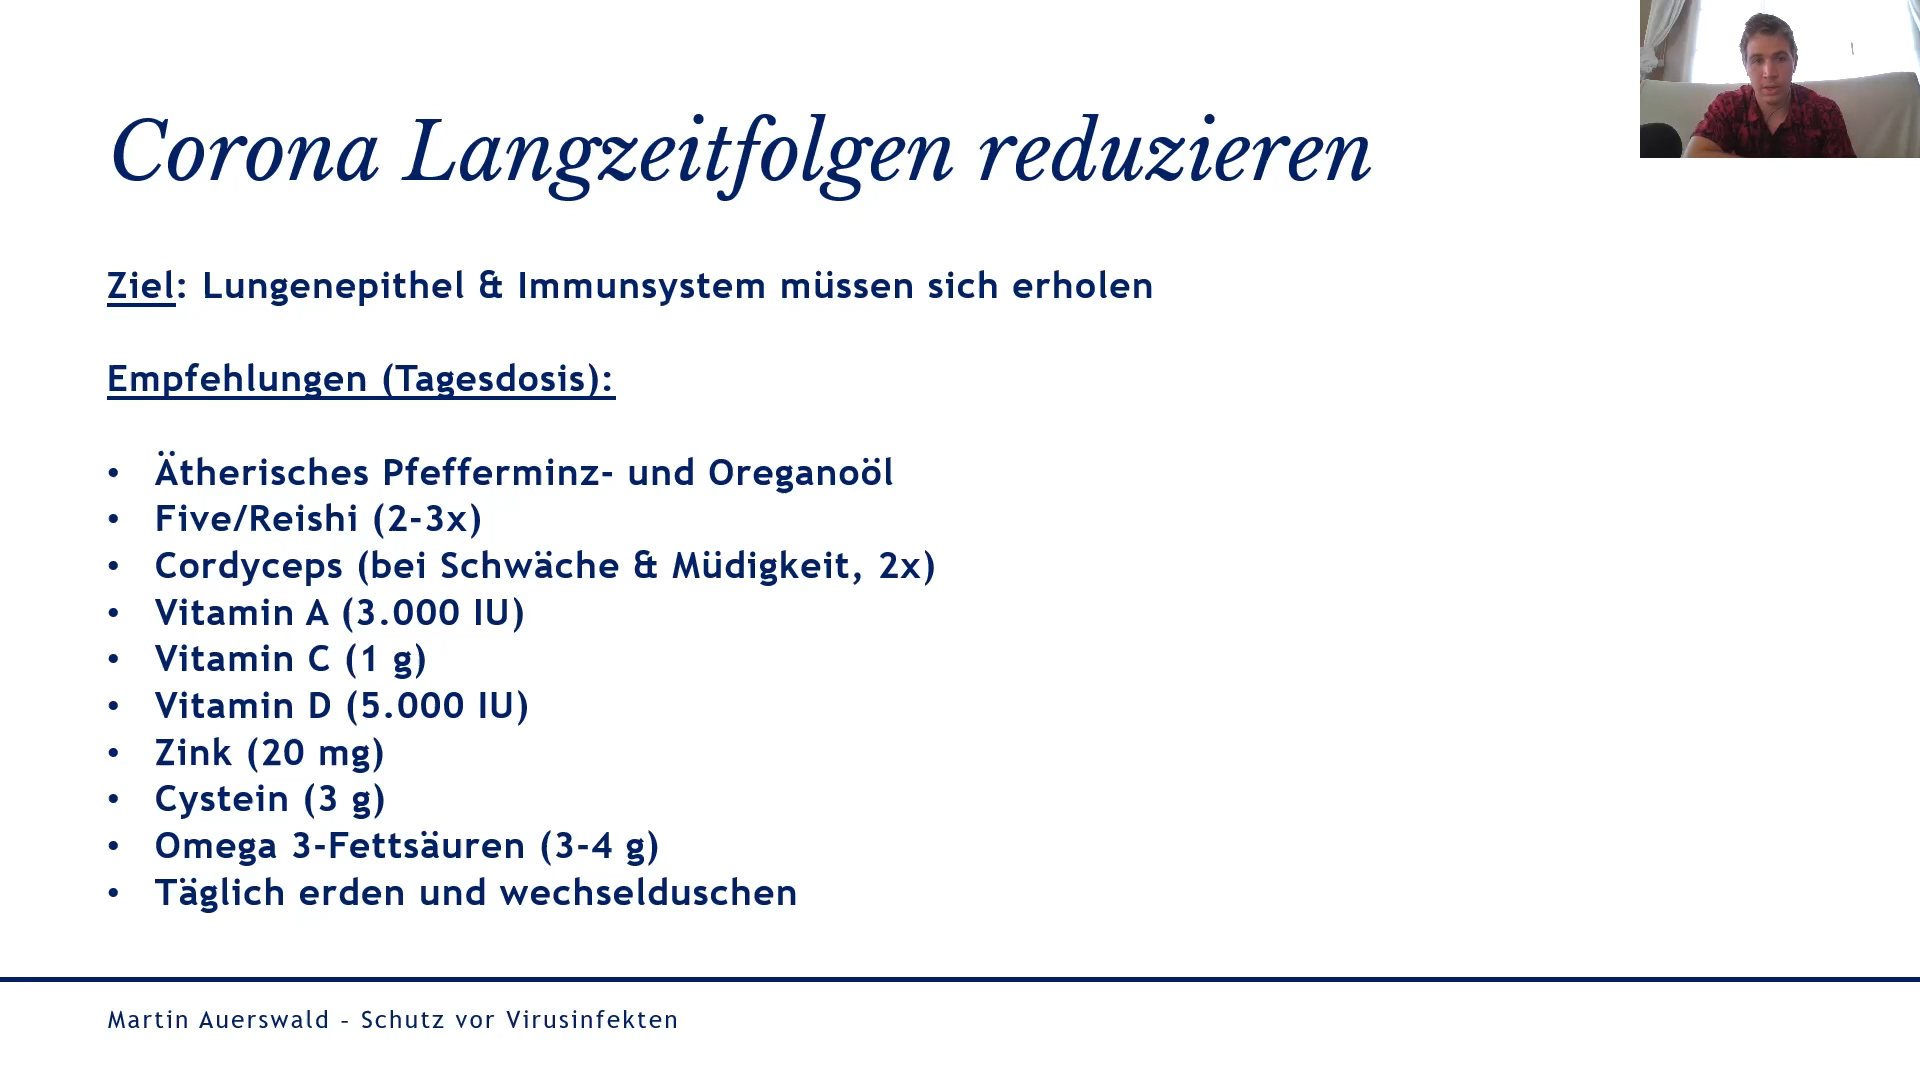 Corona Langzeitfolgen reduzieren
Ziel: Lungenepithel & Immunsystem müssen sich erholen
Empfehlungen (Tagesdosis):
• Ätherisches Pfefferminz- und Oreganoöl
• Five/Reishi (2-3x)
• Cordyceps (bei Schwäche & Müdigkeit, 2x)
• Vitamin A (3.000 IU)
• Vitamin C (1 g)
• Vitamin D (5.000 IU)
• Zink (20 mg)
• Cystein (3 g)
• Omega 3-Fettsäuren (3-4 g)
• Täglich erden und wechselduschen
Martin Auerswald – Schutz vor Virusinfekten